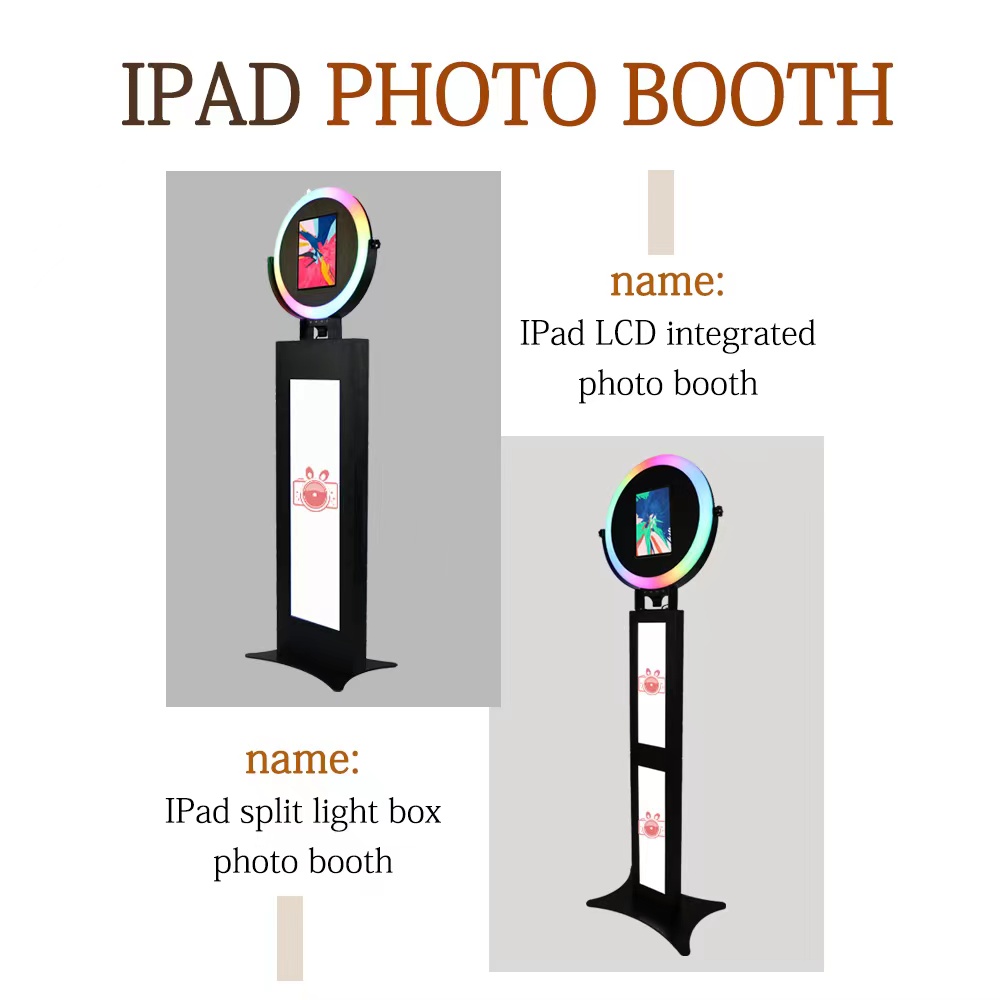 IPAD PHOTO BOOTH
name:
IPad LCD integrated
photo booth
name:
IPad split light box
photo booth